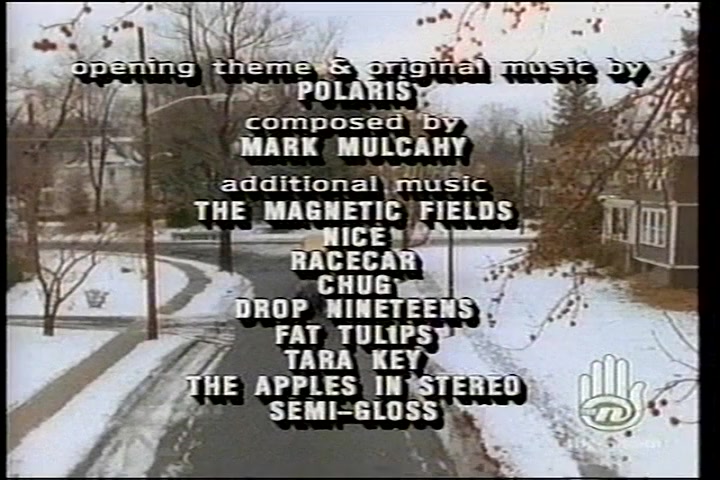 opening theme & original music by
POLARIS
composed by
MARK MULCAHY
additional music
THE MAGNETIC FIELDS
NICE
RACECAR
CHUG
DROP NINETEENS
FAT TULIPS
TARA KEY
THE APPLES IN STEREO
SEMI-GLOSS
n